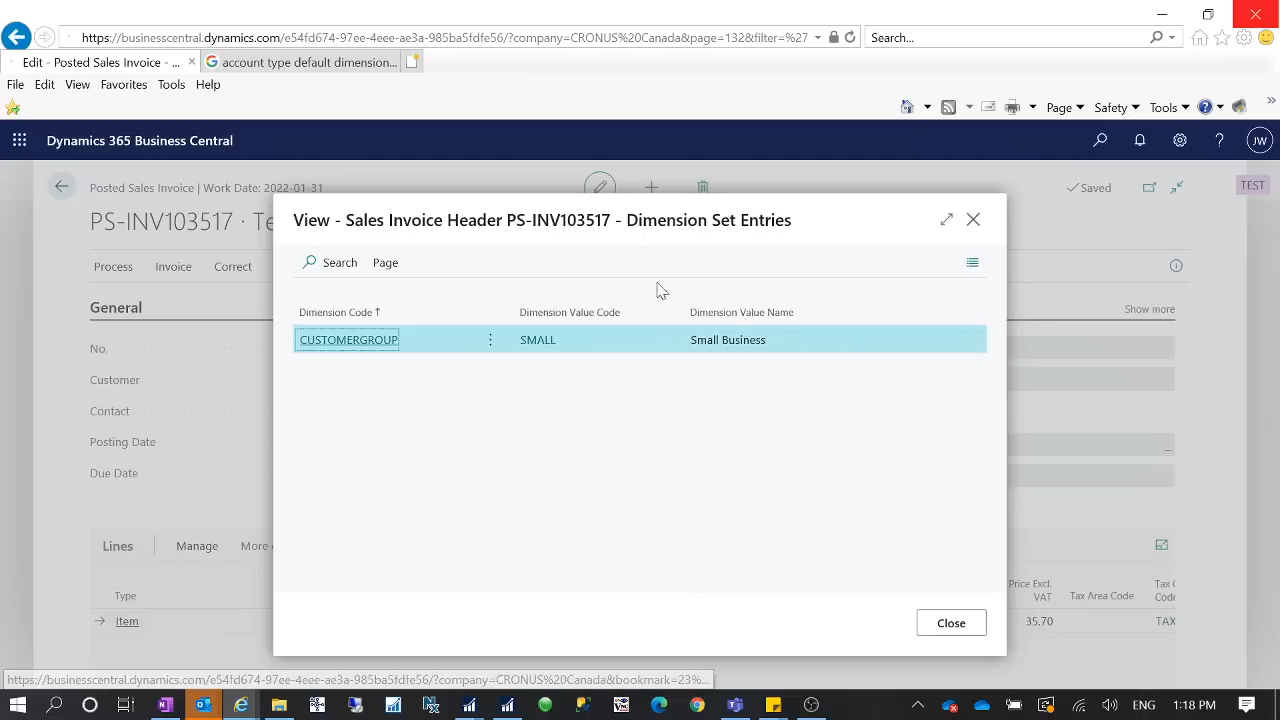 https://businesscentral.dynamics.com/e54fd674-97ee-4eee-ae3a-985ba5fdfe56/?company=CRONUS%20Canada&page=132&filter=%27
Search...
Edit - Posted Sales Invoice - ...
account type default dimension...
File Edit View Favorites Tools Help
Page Safety Tools
Dynamics 365 Business Central
JW
Posted Sales Invoice | Work Date: 2022-01-31
Saved
TEST
PS-INV103517 · Te
View - Sales Invoice Header PS-INV103517 - Dimension Set Entries
Process Invoice Correct
Search Page
General
Show more
Dimension Code ↑ Dimension Value Code Dimension Value Name
CUSTOMERGROUP SMALL Small Business
No.
Customer
Contact
Posting Date
Due Date
Lines Manage More
Type
Price Excl. VAT
Tax Area Code
Tax
Code
Item
35.70
TAX
Close
https://businesscentral.dynamics.com/e54fd674-97ee-4eee-ae3a-985ba5fdfe56/?company=CRONUS%20Canada&bookmark=23%...
ENG 1:18 PM